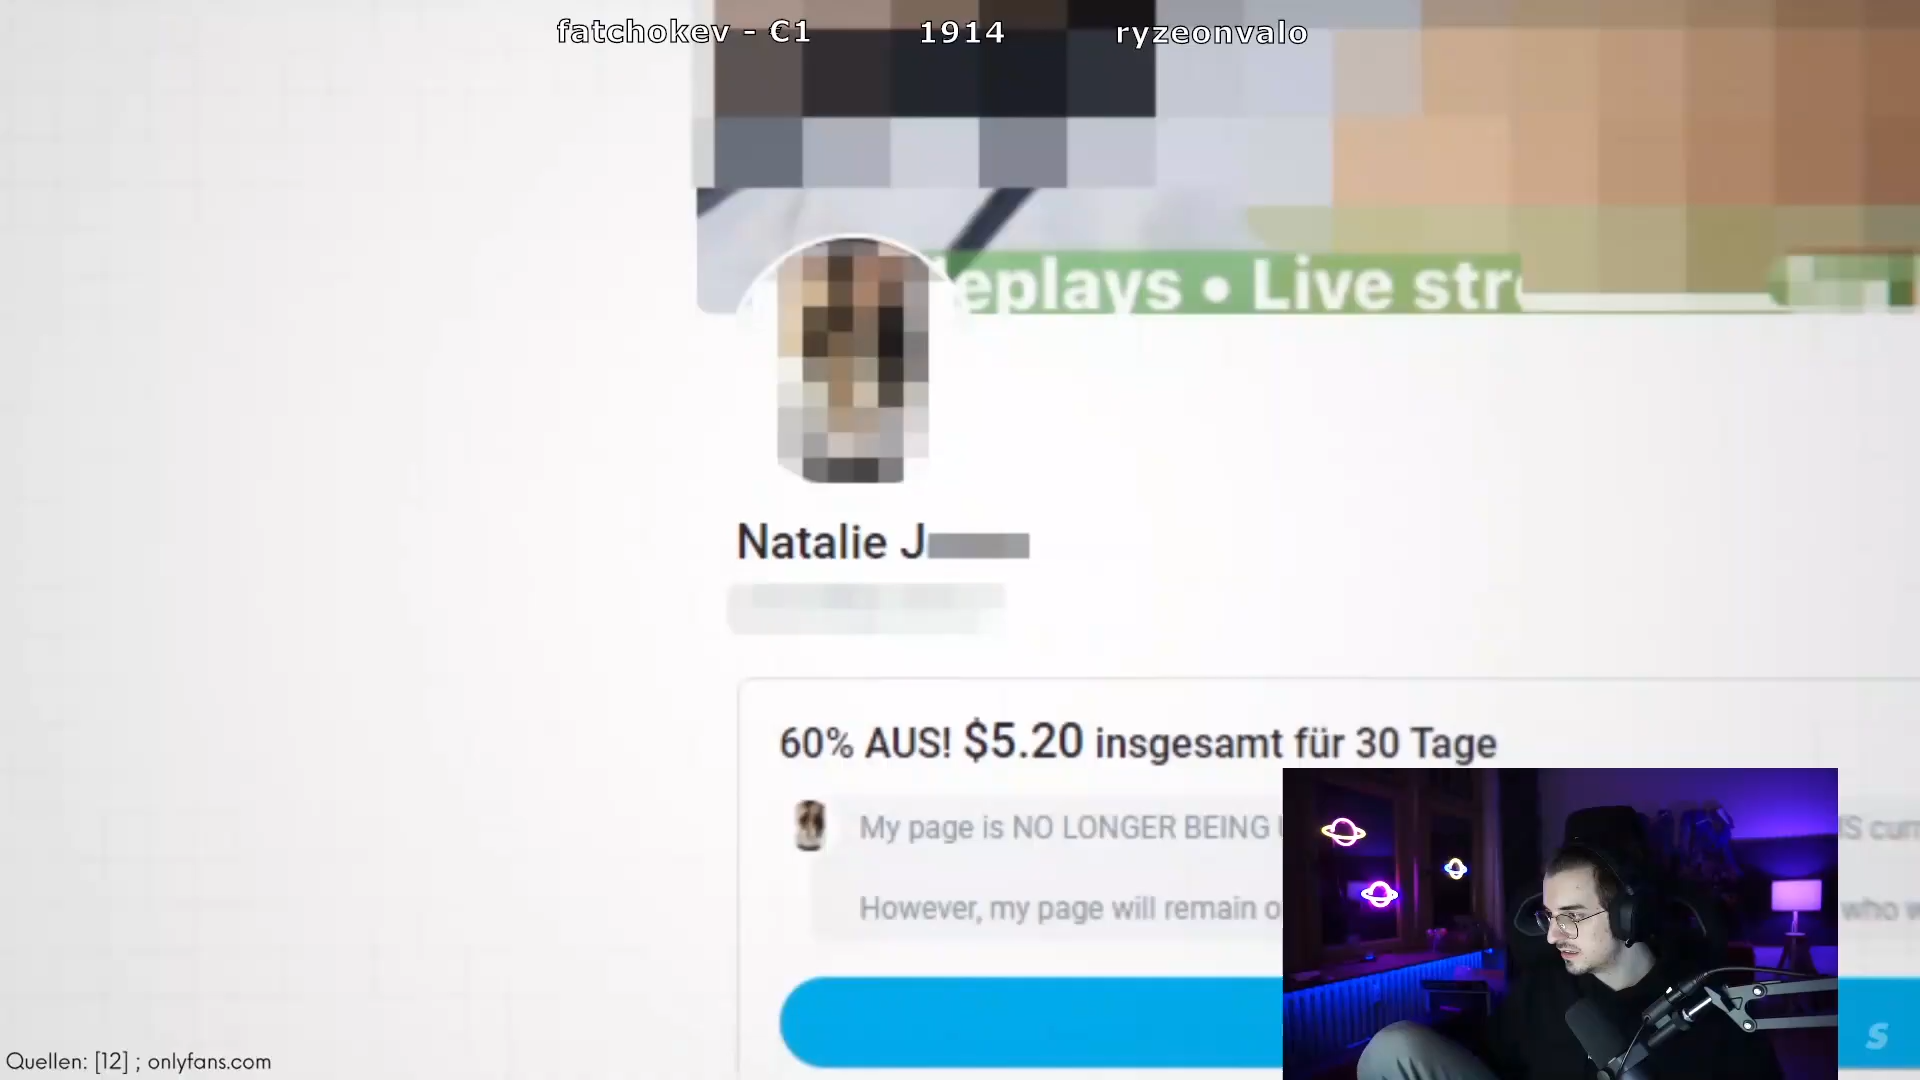 fatchokev - €1 1914 ryzeonvalo
eplays • Live str
Natalie J
60% AUS! $5.20 insgesamt für 30 Tage
My page is NO LONGER BEING
However, my page will remain
who
Quellen: [12] ; onlyfans.com
S